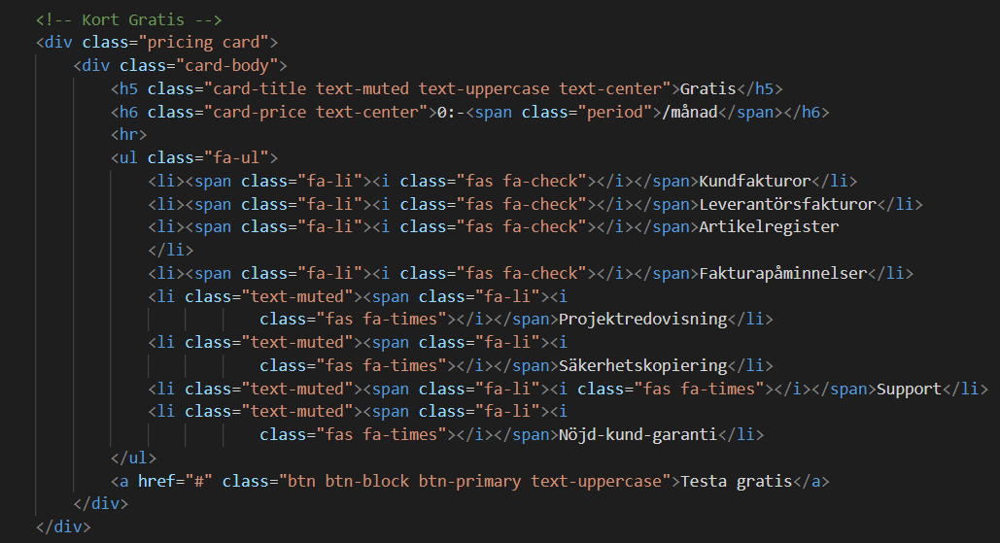 <!-- Kort Gratis -->
<div class="pricing card">
<div class="card-body">
<h5 class="card-title text-muted text-uppercase text-center">Gratis</h5>
<h6 class="card-price text-center">0:-<span class="period">/månad</span></h6>
<hr>
<ul class="fa-ul">
<li><span class="fa-li"><i class="fas fa-check"></i></span>Kundfakturor</li>
<li><span class="fa-li"><i class="fas fa-check"></i></span>Leverantörsfakturor</li>
<li><span class="fa-li"><i class="fas fa-check"></i></span>Artikelregister
</li>
<li><span class="fa-li"><i class="fas fa-check"></i></span>Fakturapåminnelser</li>
<li class="text-muted"><span class="fa-li"><i
class="fas fa-times"></i></span>Projektredovisning</li>
<li class="text-muted"><span class="fa-li"><i
class="fas fa-times"></i></span>Säkerhetskopiering</li>
<li class="text-muted"><span class="fa-li"><i class="fas fa-times"></i></span>Support</li>
<li class="text-muted"><span class="fa-li"><i
class="fas fa-times"></i></span>Nöjd-kund-garanti</li>
</ul>
<a href="#" class="btn btn-block btn-primary text-uppercase">Testa gratis</a>
</div>
</div>